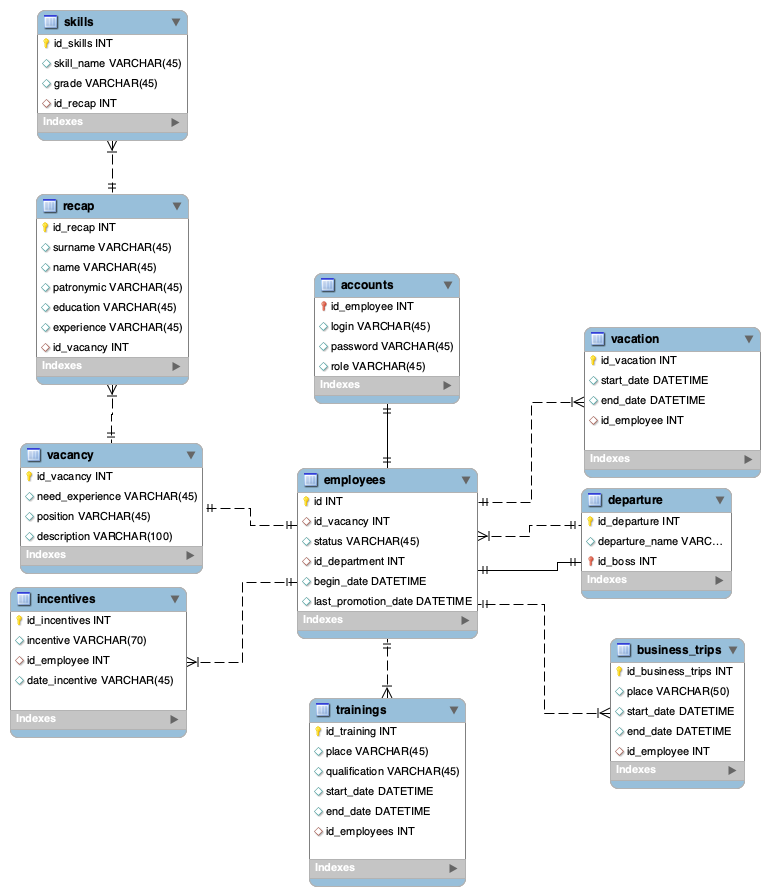 skills
id_skills INT
skill_name VARCHAR(45)
grade VARCHAR(45)
id_recap INT
Indexes
recap
id_recap INT
surname VARCHAR(45)
name VARCHAR(45)
patronymic VARCHAR(45)
education VARCHAR(45)
experience VARCHAR(45)
id_vacancy INT
Indexes
accounts
id_employee INT
login VARCHAR(45)
password VARCHAR(45)
role VARCHAR(45)
Indexes
vacation
id_vacation INT
start_date DATETIME
end_date DATETIME
id_employee INT
Indexes
vacancy
id_vacancy INT
need_experience VARCHAR(45)
position VARCHAR(45)
description VARCHAR(100)
Indexes
employees
id INT
id_vacancy INT
status VARCHAR(45)
id_department INT
begin_date DATETIME
last_promotion_date DATETIME
Indexes
departure
id_departure INT
departure_name VARC...
id_boss INT
Indexes
incentives
id_incentives INT
incentive VARCHAR(70)
id_employee INT
date_incentive VARCHAR(45)
Indexes
business_trips
id_business_trips INT
place VARCHAR(50)
start_date DATETIME
end_date DATETIME
id_employee INT
Indexes
trainings
id_training INT
place VARCHAR(45)
qualification VARCHAR(45)
start_date DATETIME
end_date DATETIME
id_employees INT
Indexes